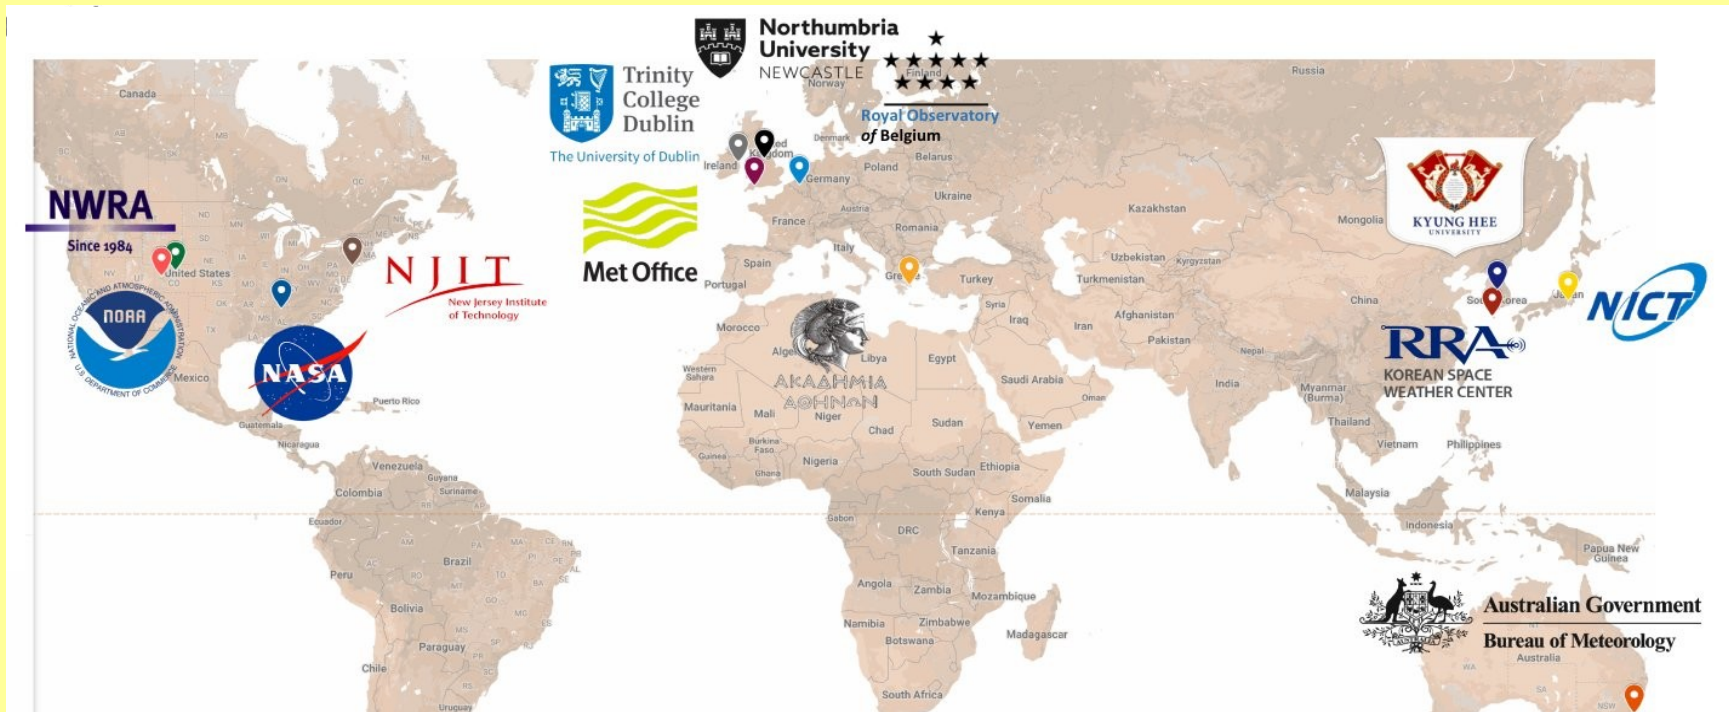 Northumbria
University
NEWCASTLE
Trinity
College
Dublin
The University of Dublin
Royal Observatory
of Belgium
NWRA
Since 1984
NJIT
New Jersey Institute
of Technology
Met Office
NOAA
NATIONAL OCEANIC AND ATMOSPHERIC ADMINISTRATION
U.S. DEPARTMENT OF COMMERCE
NASA
ΑΚΑΔΗΜΙΑ
ΑΘΗΝΩΝ
KYUNG HEE
UNIVERSITY
NICT
RRA
KOREAN SPACE
WEATHER CENTER
Australian Government
Bureau of Meteorology
AUSTRALIA
Canada
United States
Mexico
Puerto Rico
Guatemala
Nicaragua
Venezuela
Guyana
Suriname
Colombia
Ecuador
Brazil
Peru
Bolivia
Paraguay
Chile
Uruguay
Finland
Norway
Russia
Denmark
Ireland
Poland
Belarus
Germany
Ukraine
France
Austria
Romania
Italy
Spain
Portugal
Turkey
Kazakhstan
Mongolia
Uzbekistan
Kyrgyzstan
Turkmenistan
Syria
Iraq
Iran
Afghanistan
Pakistan
China
Nepal
India
Myanmar
(Burma)
Thailand
Vietnam
Philippines
Malaysia
Indonesia
Papua New
Guinea
Morocco
Libya
Egypt
Western
Sahara
Saudi Arabia
Oman
Yemen
Mauritania
Mali
Niger
Chad
Sudan
Burkina
Faso
Guinea
Ghana
Nigeria
South Sudan
Ethiopia
Somalia
Kenya
Gabon
DRC
Tanzania
Angola
Zambia
Mozambique
Namibia
Zimbabwe
Botswana
Madagascar
South Africa
Australia
WA
SA
NSW